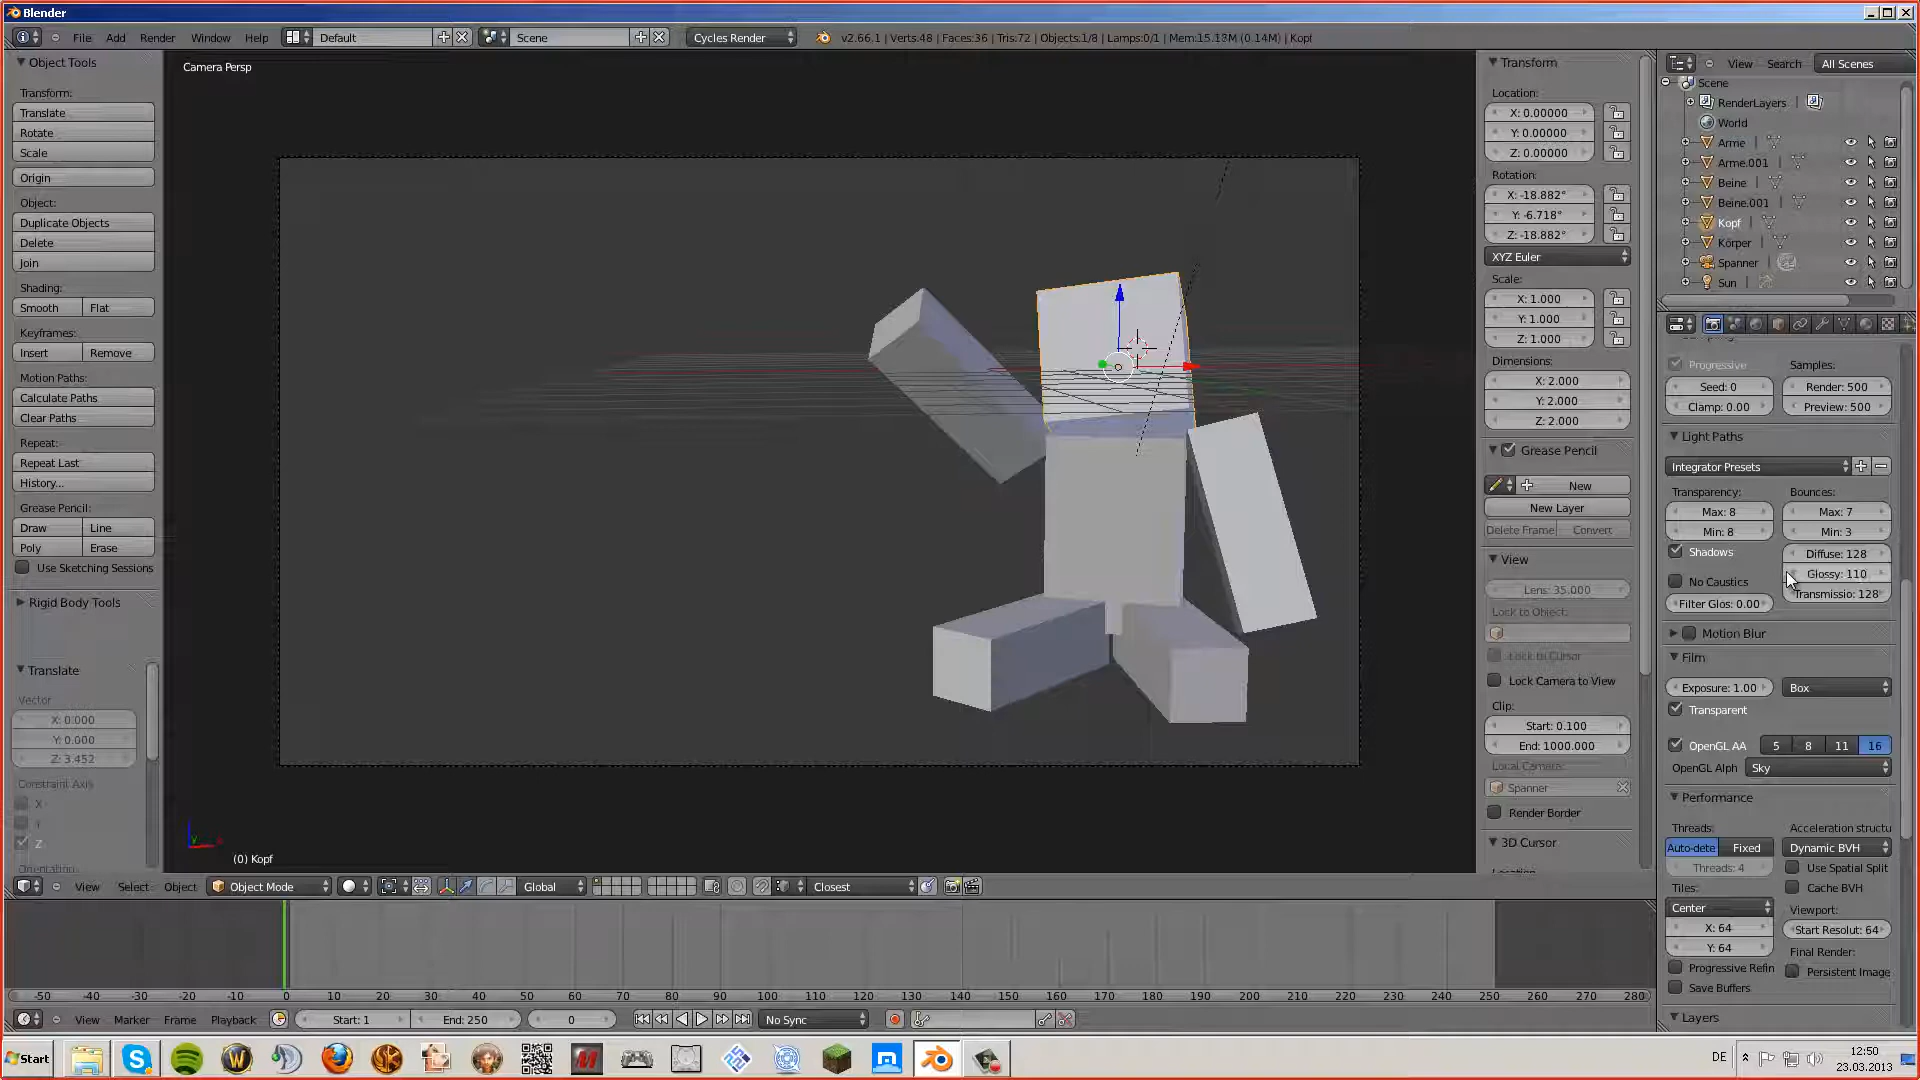 Blender
File Add Render Window Help Default Scene Cycles Render v2.66.1 | Verts:48 | Faces:36 | Tris:72 | Objects:1/8 | Lamps:0/1 | Mem:15.13M (0.14M) | Kopf
Object Tools
Transform:
Translate
Rotate
Scale
Origin
Object:
Duplicate Objects
Delete
Join
Shading:
Smooth Flat
Keyframes:
Insert Remove
Motion Paths:
Calculate Paths
Clear Paths
Repeat:
Repeat Last
History...
Grease Pencil:
Draw Line
Poly Erase
Use Sketching Sessions
Rigid Body Tools
Translate
Vector
X: 0.000
Y: 0.000
Z: 3.452
Constraint Axis
X
Y
Z
Orientation
Camera Persp
(0) Kopf
View Select Object Object Mode Global Closest
Transform
Location:
X: 0.00000
Y: 0.00000
Z: 0.00000
Rotation:
X: -18.882°
Y: -6.718°
Z: -18.882°
XYZ Euler
Scale:
X: 1.000
Y: 1.000
Z: 1.000
Dimensions:
X: 2.000
Y: 2.000
Z: 2.000
Grease Pencil
New
New Layer
Delete Frame Convert
View
Lens: 35.000
Lock to Object:
Lock to Cursor
Lock Camera to View
Clip:
Start: 0.100
End: 1000.000
Local Camera:
Spanner
Render Border
3D Cursor
Location:
View Search All Scenes
Scene
RenderLayers
World
Arme
Arme.001
Beine
Beine.001
Kopf
Körper
Spanner
Sun
Progressive Samples:
Seed: 0 Render: 500
Clamp: 0.00 Preview: 500
Light Paths
Integrator Presets
Transparency: Bounces:
Max: 8 Max: 7
Min: 8 Min: 3
Shadows Diffuse: 128
No Caustics Glossy: 110
Filter Glos: 0.00 Transmissio: 128
Motion Blur
Film
Exposure: 1.00 Box
Transparent
OpenGL AA 5 8 11 16
OpenGL Alph Sky
Performance
Threads: Acceleration structu
Auto-dete Fixed Dynamic BVH
Threads: 4 Use Spatial Split
Tiles: Cache BVH
Center Viewport:
X: 64 Start Resolut: 64
Y: 64 Final Render:
Progressive Refin Persistent Image
Save Buffers
Layers
-50 -40 -30 -20 -10 0 10 20 30 40 50 60 70 80 90 100 110 120 130 140 150 160 170 180 190 200 210 220 230 240 250 260 270 280
View Marker Frame Playback Start: 1 End: 250 0 No Sync
Start DE 12:50
23.03.2013